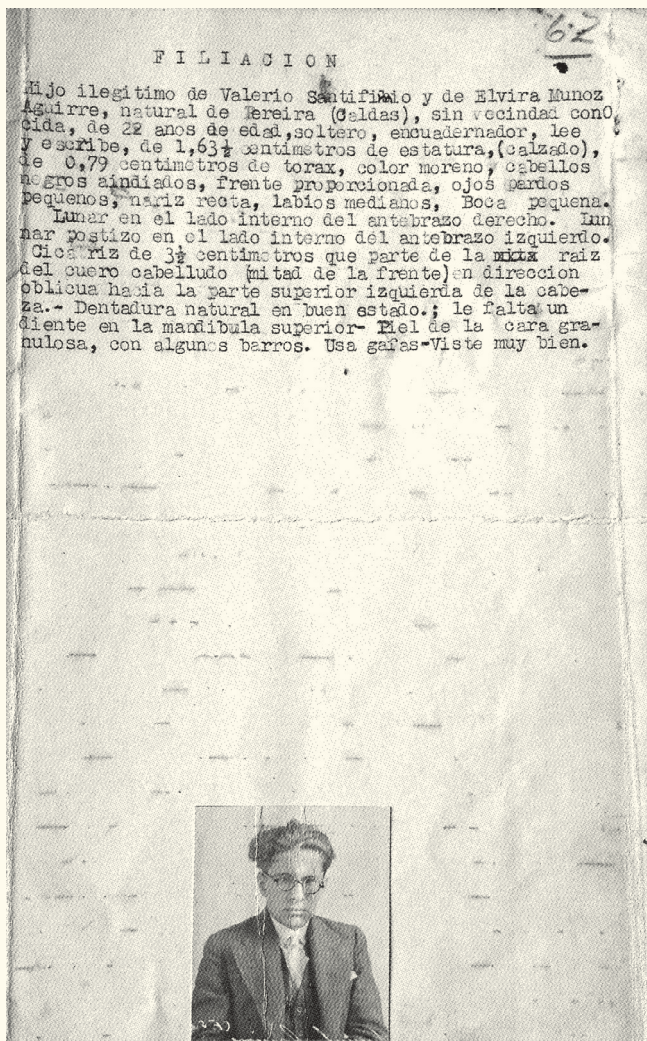 62
FILIACION
Hijo ilegitimo de Valerio Santifinio y de Elvira Munoz
Aguirre, natural de Pereira (Caldas), sin vecindad conO
cida, de 22 anos de edad,soltero, encuadernador, lee
y escribe, de 1,63½ centimetros de estatura,(calzado),
de 0,79 centimetros de torax, color moreno, cabellos
negros aindiados, frente proporcionada, ojos pardos
pequenos, nariz recta, labios medianos, Boca pequena.
Lunar en el lado interno del antebrazo derecho. Lun
nar postizo en el lado interno del antebrazo izquierdo.
Cicatriz de 3½ centimetros que parte de la raiz
del cuero cabelludo (mitad de la frente)en direccion
oblicua hacia la parte superior izquierda de la cabe-
za.- Dentadura natural en buen estado.; le falta un
diente en la mandibula superior- Piel de la cara gra-
nulosa, con algunos barros. Usa gafas-Viste muy bien.